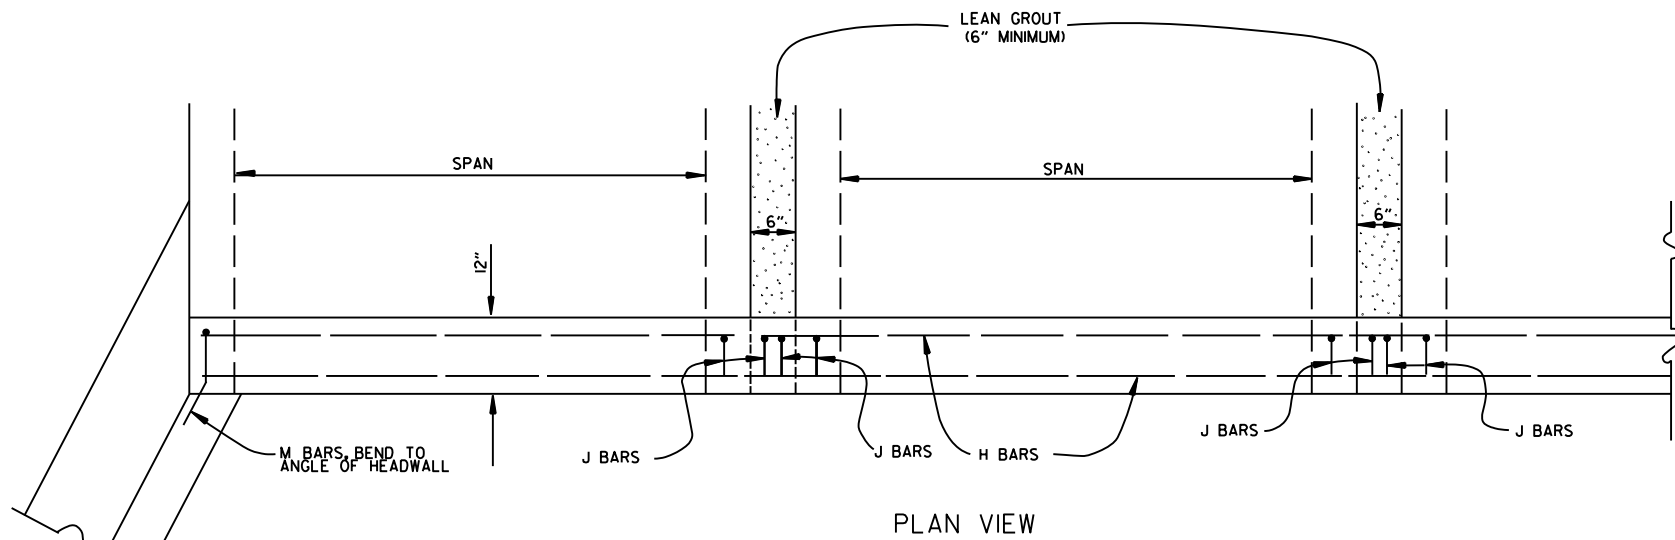 LEAN GROUT
(6" MINIMUM)
SPAN
SPAN
6"
6"
12"
M BARS, BEND TO
ANGLE OF HEADWALL
J BARS
J BARS
H BARS
J BARS
J BARS
PLAN VIEW